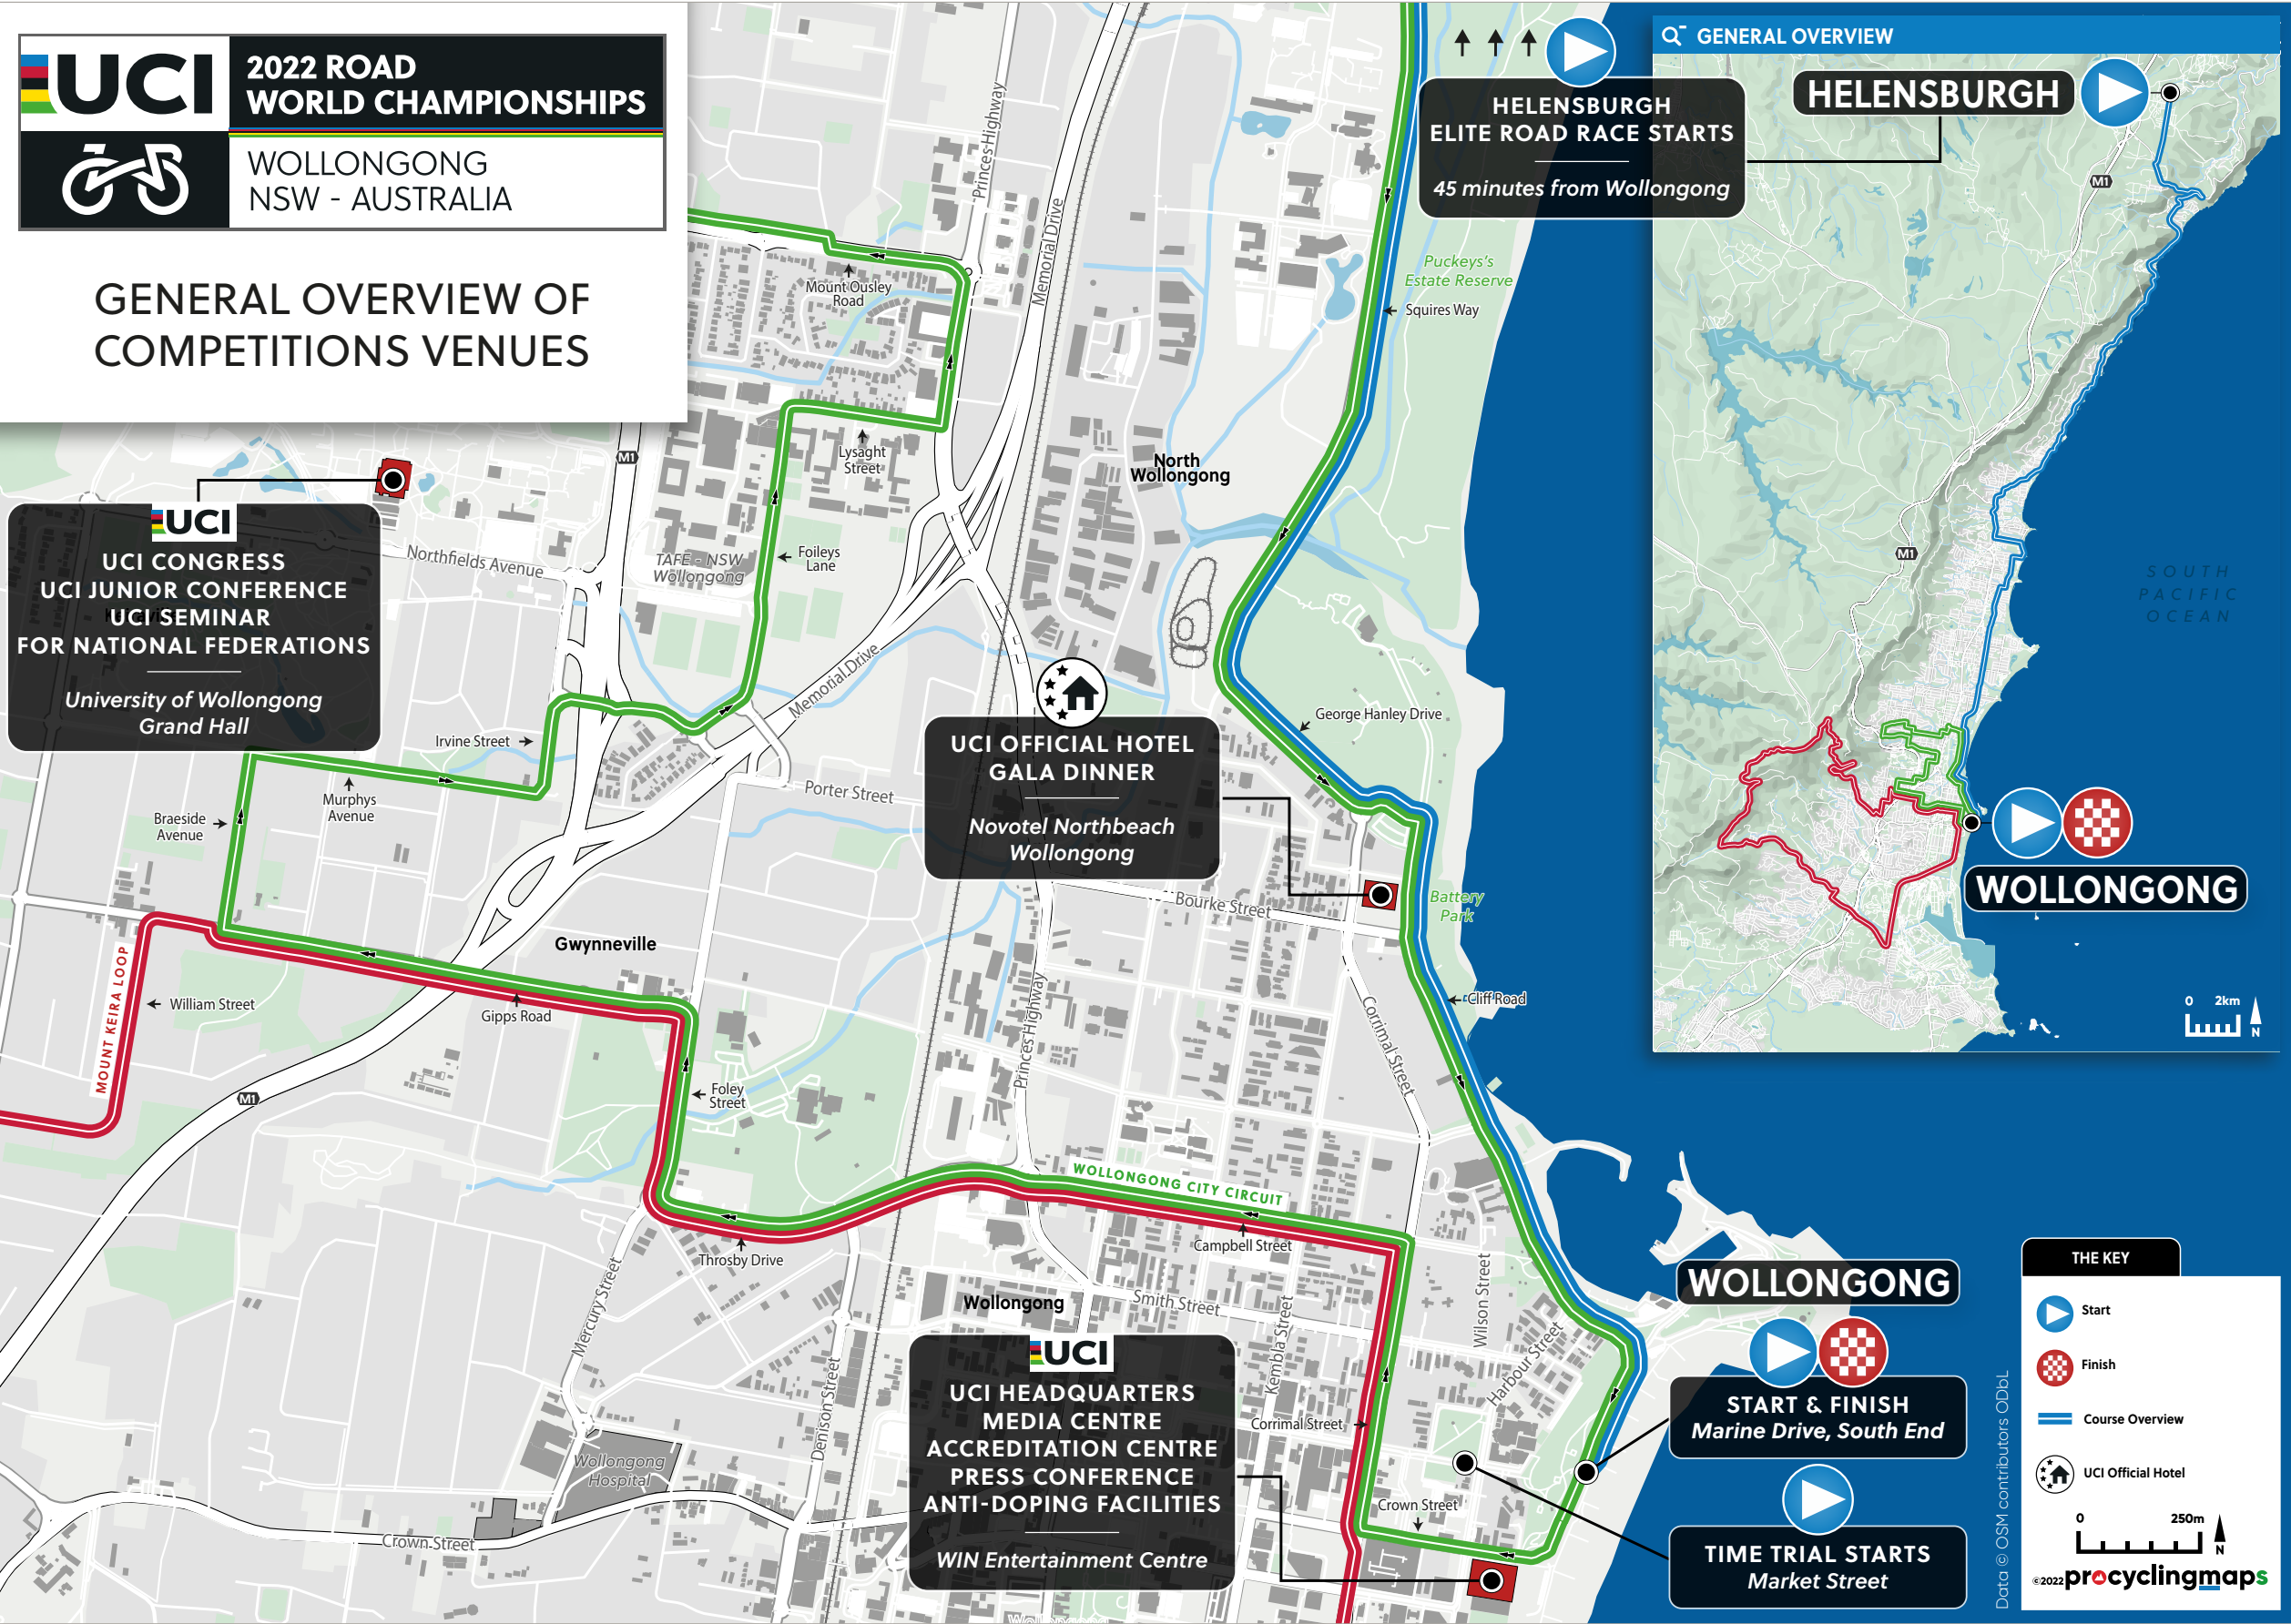 UCI
2022 ROAD
WORLD CHAMPIONSHIPS
WOLLONGONG
NSW - AUSTRALIA
GENERAL OVERVIEW OF
COMPETITIONS VENUES
HELENSBURGH
ELITE ROAD RACE STARTS
45 minutes from Wollongong
GENERAL OVERVIEW
HELENSBURGH
M1
M1
SOUTH
PACIFIC
OCEAN
WOLLONGONG
0 2km
N
Princes Highway
Memorial Drive
Mount Ousley
Road
Puckeys's
Estate Reserve
Squires Way
Lysaght
Street
North
Wollongong
M1
UCI
UCI CONGRESS
UCI JUNIOR CONFERENCE
UCI SEMINAR
FOR NATIONAL FEDERATIONS
University of Wollongong
Grand Hall
Northfields Avenue
TAFE - NSW
Wollongong
Foileys
Lane
Memorial Drive
George Hanley Drive
Irvine Street
UCI OFFICIAL HOTEL
GALA DINNER
Novotel Northbeach
Wollongong
Porter Street
Murphys
Avenue
Braeside
Avenue
Bourke Street
Battery
Park
Gwynneville
William Street
MOUNT KEIRA LOOP
Gipps Road
Princes Highway
Corrimal Street
Cliff Road
M1
Foley
Street
WOLLONGONG CITY CIRCUIT
Campbell Street
Throsby Drive
Mercury Street
Wollongong
Smith Street
Kembla Street
Wilson Street
Harbour Street
Denison Street
Wollongong
Hospital
Crown Street
UCI
UCI HEADQUARTERS
MEDIA CENTRE
ACCREDITATION CENTRE
PRESS CONFERENCE
ANTI-DOPING FACILITIES
WIN Entertainment Centre
Corrimal Street
Crown Street
WOLLONGONG
START & FINISH
Marine Drive, South End
TIME TRIAL STARTS
Market Street
THE KEY
Start
Finish
Course Overview
UCI Official Hotel
0 250m
N
©2022 procyclingmaps
Data © OSM contributors ODbL